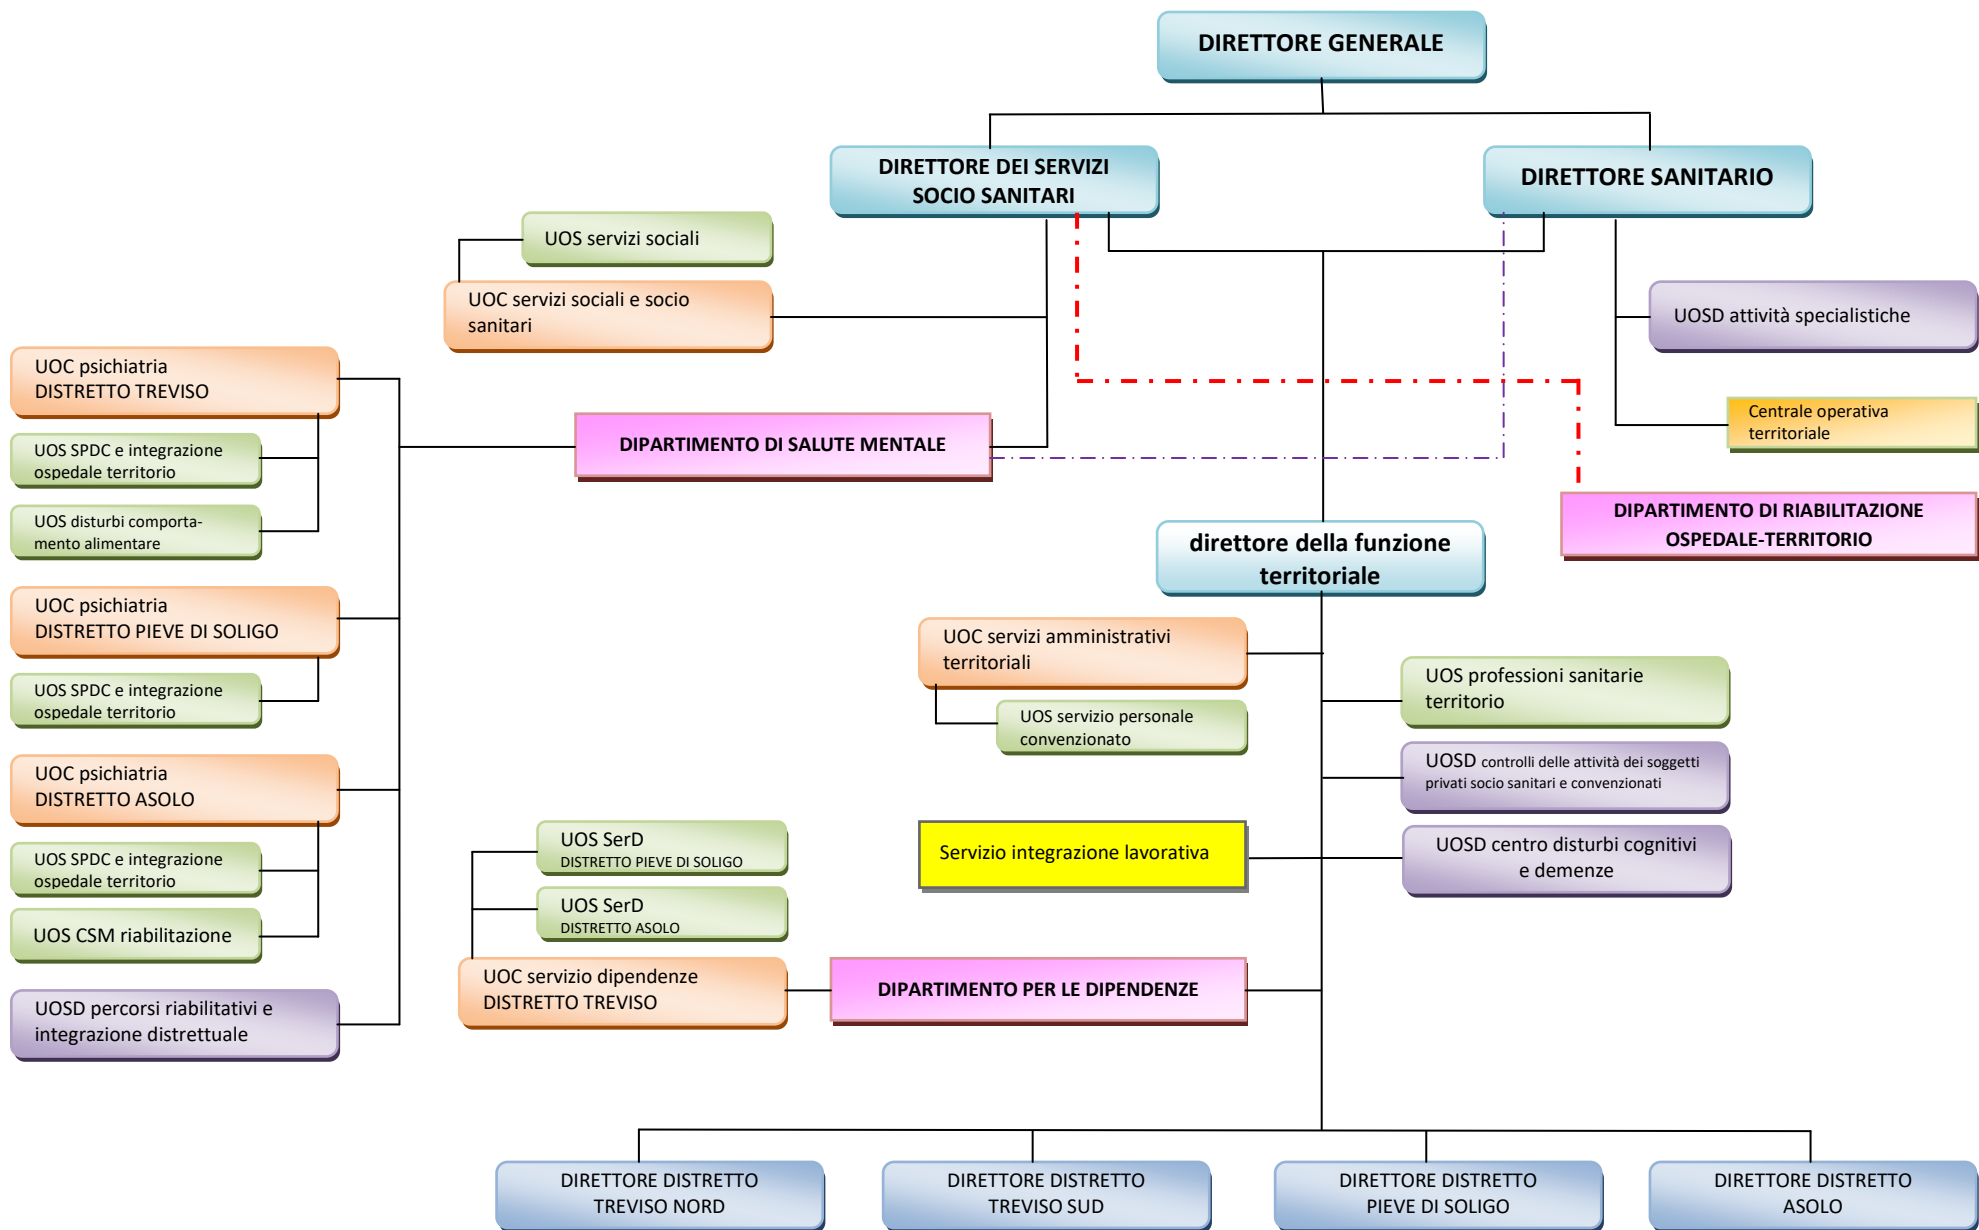 DIRETTORE GENERALE
DIRETTORE DEI SERVIZI
SOCIO SANITARI
DIRETTORE SANITARIO
UOS servizi sociali
UOC servizi sociali e socio
sanitari
UOSD attività specialistiche
Centrale operativa
territoriale
UOC psichiatria
DISTRETTO TREVISO
UOS SPDC e integrazione
ospedale territorio
UOS disturbi comporta-
mento alimentare
DIPARTIMENTO DI SALUTE MENTALE
DIPARTIMENTO DI RIABILITAZIONE
OSPEDALE-TERRITORIO
direttore della funzione
territoriale
UOC psichiatria
DISTRETTO PIEVE DI SOLIGO
UOS SPDC e integrazione
ospedale territorio
UOC servizi amministrativi
territoriali
UOS servizio personale
convenzionato
UOS professioni sanitarie
territorio
UOSD controlli delle attività dei soggetti
privati socio sanitari e convenzionati
UOC psichiatria
DISTRETTO ASOLO
UOS SPDC e integrazione
ospedale territorio
UOS CSM riabilitazione
UOSD percorsi riabilitativi e
integrazione distrettuale
UOS SerD
DISTRETTO PIEVE DI SOLIGO
UOS SerD
DISTRETTO ASOLO
UOC servizio dipendenze
DISTRETTO TREVISO
Servizio integrazione lavorativa
UOSD centro disturbi cognitivi
e demenze
DIPARTIMENTO PER LE DIPENDENZE
DIRETTORE DISTRETTO
TREVISO NORD
DIRETTORE DISTRETTO
TREVISO SUD
DIRETTORE DISTRETTO
PIEVE DI SOLIGO
DIRETTORE DISTRETTO
ASOLO